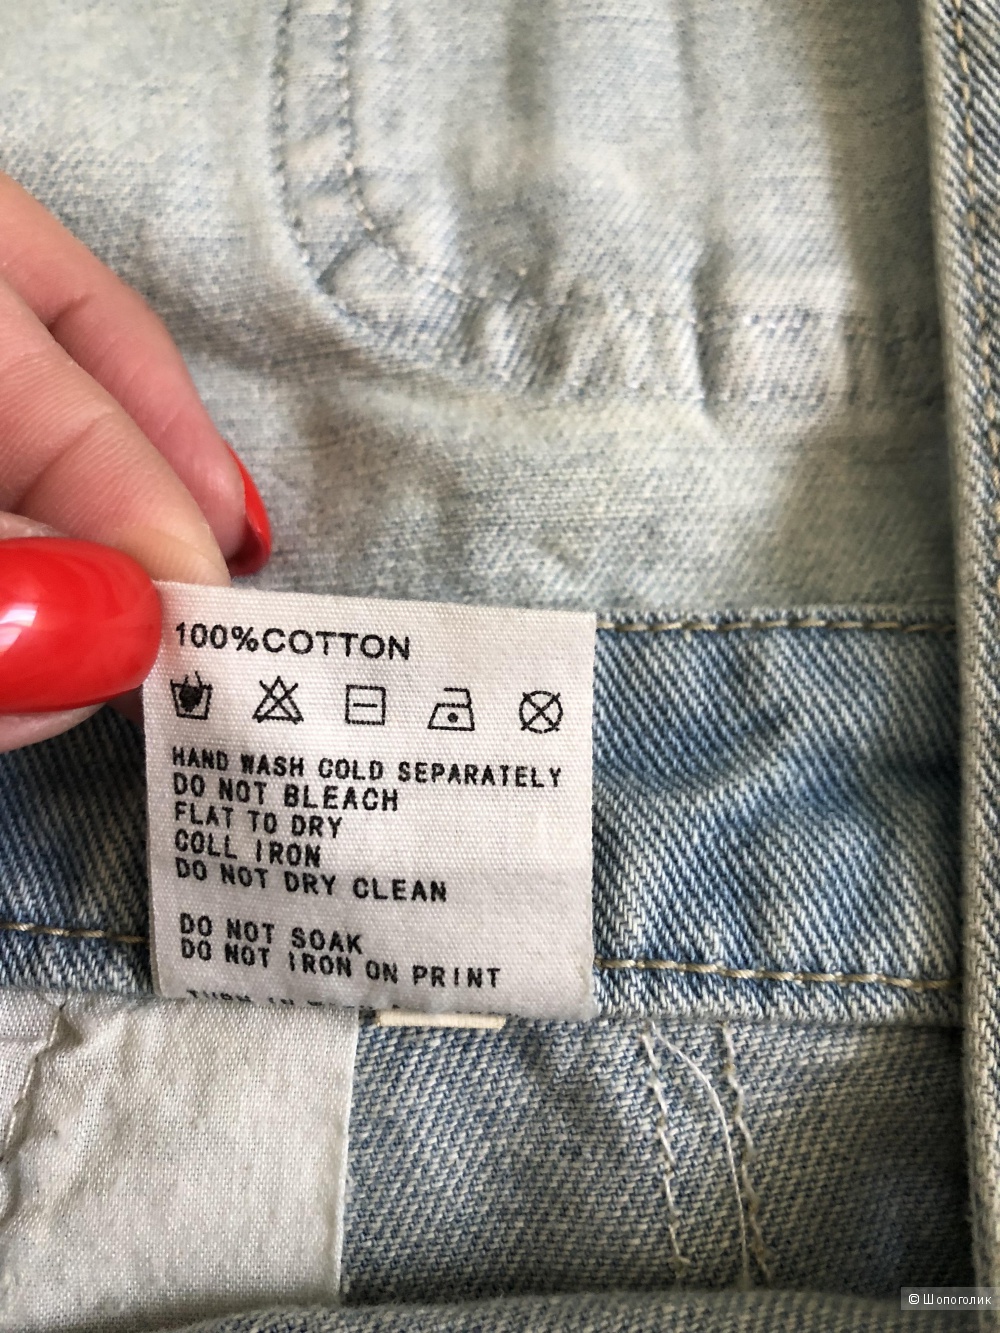 100%COTTON
HAND WASH COLD SEPARATELY
DO NOT BLEACH
FLAT TO DRY
COLL IRON
DO NOT DRY CLEAN
DO NOT SOAK
DO NOT IRON ON PRINT
© Шопоголик